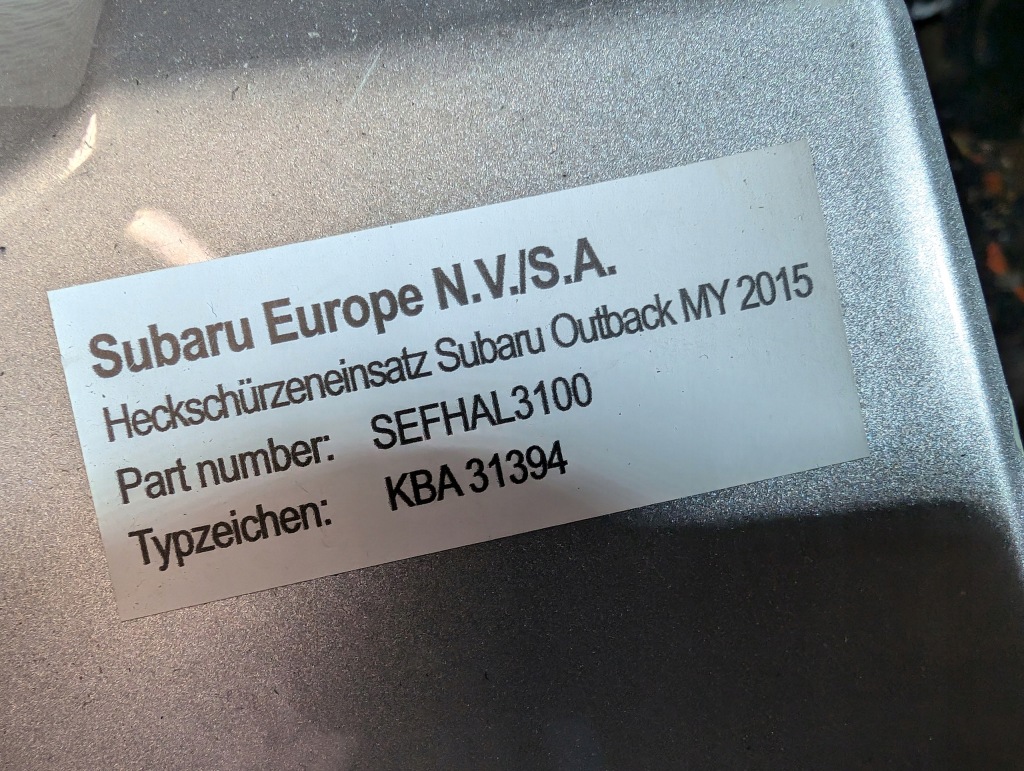 Subaru Europe N.V./S.A.
Heckschürzeneinsatz Subaru Outback MY 2015
Part number: SEFHAL3100
Typzeichen: KBA 31394